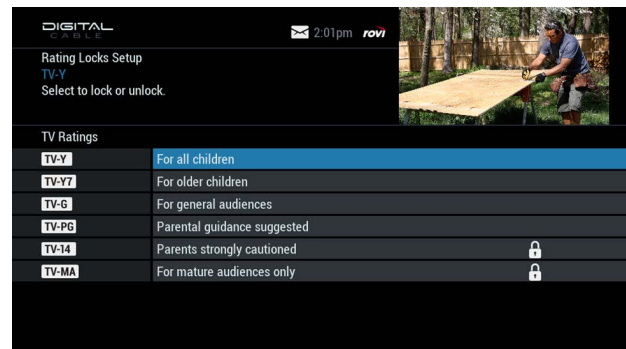 DIGITAL
CABLE
2:01pm rovi
Rating Locks Setup
TV-Y
Select to lock or unlock.
TV Ratings
TV-Y For all children
TV-Y7 For older children
TV-G For general audiences
TV-PG Parental guidance suggested
TV-14 Parents strongly cautioned
TV-MA For mature audiences only